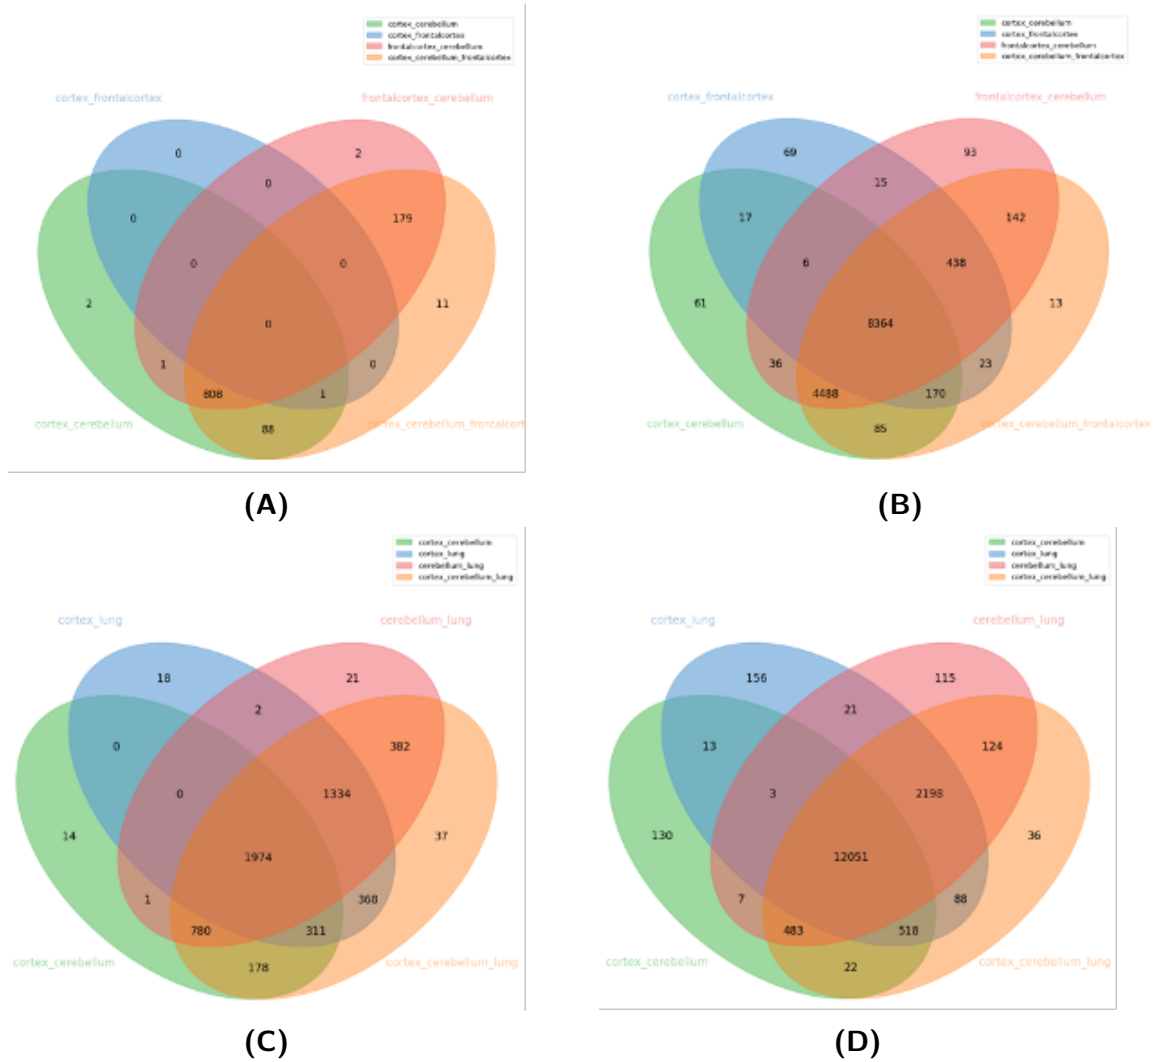 cortex_cerebellum
cortex_frontalcortex
frontalcortex_cerebellum
cortex_cerebellum_frontalcortex
cortex_frontalcortex
frontalcortex_cerebellum
0
2
0
0
179
0
0
2
11
0
1
0
808
1
cortex_cerebellum
cortex_cerebellum_frontalcort
88
(A)
cortex_cerebellum
cortex_frontalcortex
frontalcortex_cerebellum
cortex_cerebellum_frontalcortex
cortex_frontalcortex
frontalcortex_cerebellum
69
93
15
17
142
6
438
61
13
8364
36
23
4488
170
cortex_cerebellum
cortex_cerebellum_frontalcortex
85
(B)
cortex_cerebellum
cortex_lung
cerebellum_lung
cortex_cerebellum_lung
cortex_lung
cerebellum_lung
18
21
2
0
382
0
1334
14
37
1974
1
368
780
311
cortex_cerebellum
cortex_cerebellum_lung
178
(C)
cortex_cerebellum
cortex_lung
cerebellum_lung
cortex_cerebellum_lung
cortex_lung
cerebellum_lung
156
115
21
13
124
3
2198
130
36
12051
7
88
483
518
cortex_cerebellum
cortex_cerebellum_lung
22
(D)